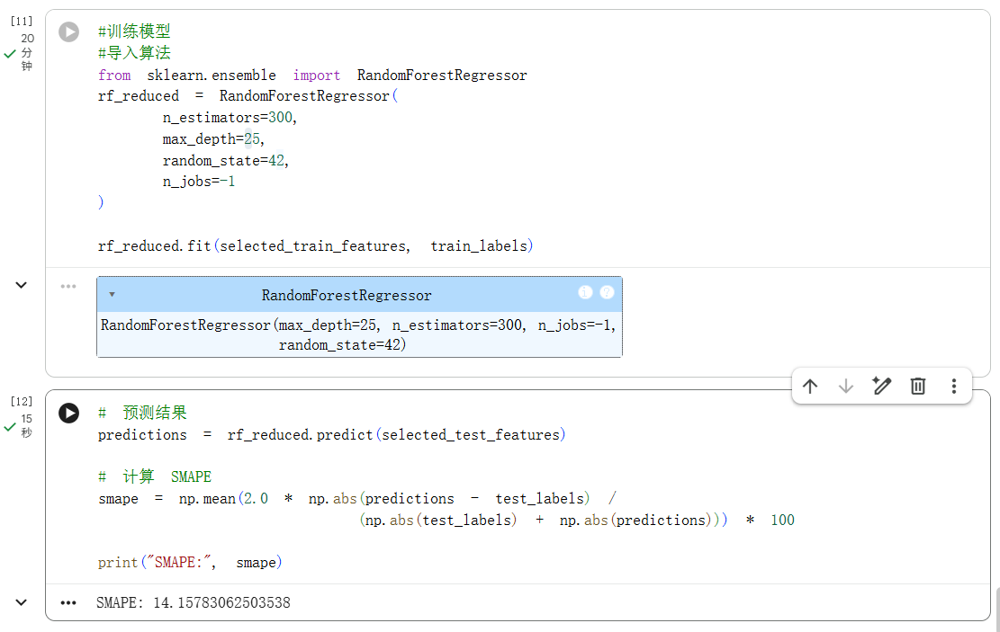 [11]
20
分
钟
#训练模型
#导入算法
from sklearn.ensemble import RandomForestRegressor
rf_reduced = RandomForestRegressor(
n_estimators=300,
max_depth=25,
random_state=42,
n_jobs=-1
)
rf_reduced.fit(selected_train_features, train_labels)
RandomForestRegressor
RandomForestRegressor(max_depth=25, n_estimators=300, n_jobs=-1,
random_state=42)
[12]
15
秒
# 预测结果
predictions = rf_reduced.predict(selected_test_features)
# 计算 SMAPE
smape = np.mean(2.0 * np.abs(predictions - test_labels) /
(np.abs(test_labels) + np.abs(predictions))) * 100
print("SMAPE:", smape)
SMAPE: 14.15783062503538